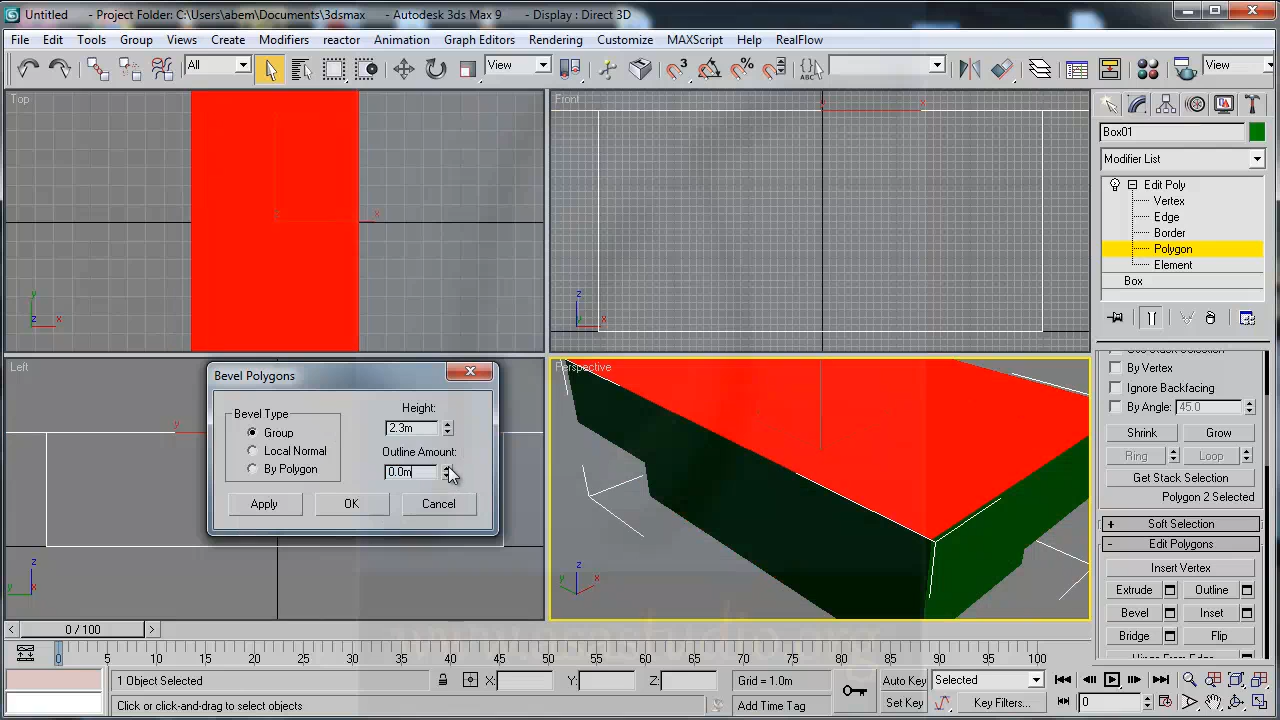 Untitled - Project Folder: C:\Users\abem\Documents\3dsmax - Autodesk 3ds Max 9 - Display : Direct 3D
File Edit Tools Group Views Create Modifiers reactor Animation Graph Editors Rendering Customize MAXScript Help RealFlow
All View View
Top Front
Box01
Modifier List
Edit Poly
Vertex
Edge
Border
Polygon
Element
Box
Left Perspective
Bevel Polygons
Bevel Type
Group
Local Normal
By Polygon
Height:
2.3m
Outline Amount:
0.0m
Apply OK Cancel
By Vertex
Ignore Backfacing
By Angle: 45.0
Shrink Grow
Ring Loop
Get Stack Selection
Polygon 2 Selected
+ Soft Selection
- Edit Polygons
Insert Vertex
Extrude Outline
Bevel Inset
Bridge Flip
0 / 100
0 5 10 15 20 25 30 35 40 45 50 55 60 65 70 75 80 85 90 95 100
1 Object Selected X: Y: Z: Grid = 1.0m Auto Key Selected
Click or click-and-drag to select objects Add Time Tag Set Key Key Filters... 0